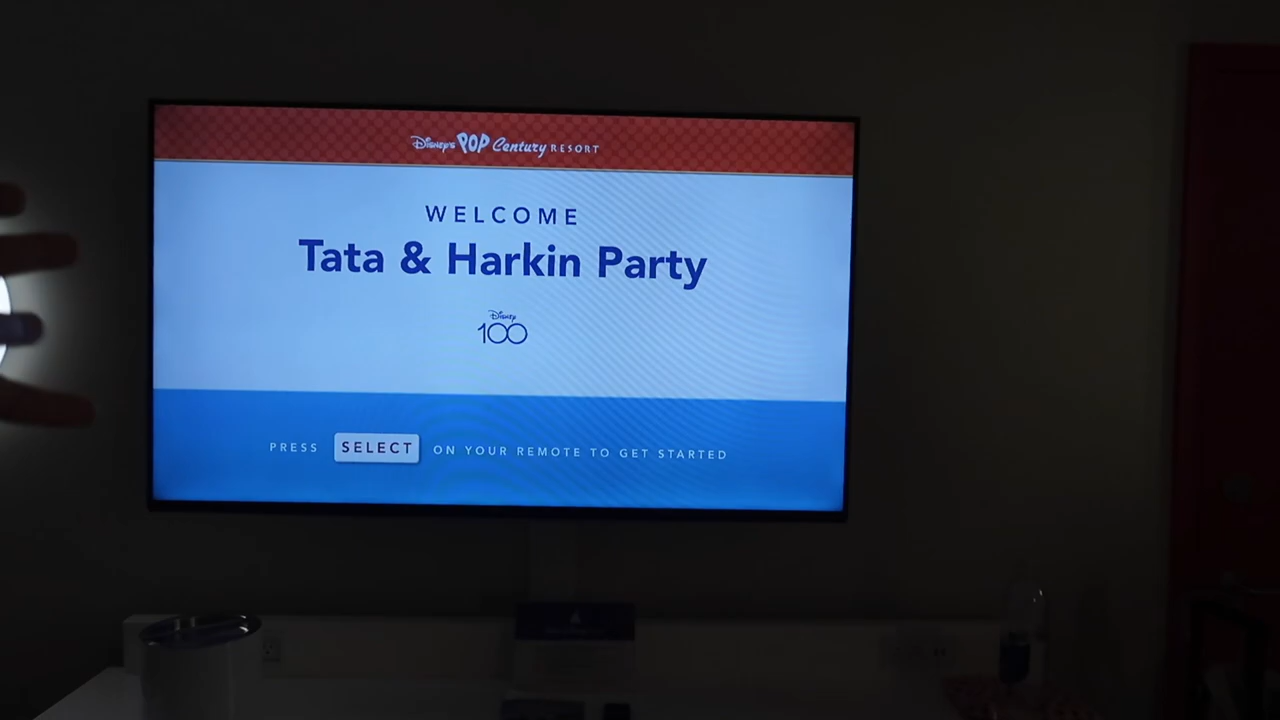 Disney's POP Century RESORT
WELCOME
Tata & Harkin Party
Disney
100
PRESS SELECT ON YOUR REMOTE TO GET STARTED